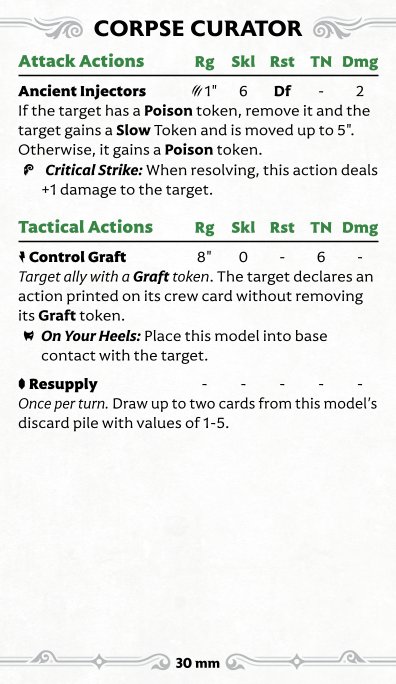 CORPSE CURATOR
Attack Actions Rg Skl Rst TN Dmg
Ancient Injectors 1" 6 Df - 2
If the target has a Poison token, remove it and the
target gains a Slow Token and is moved up to 5".
Otherwise, it gains a Poison token.
Critical Strike: When resolving, this action deals
+1 damage to the target.
Tactical Actions Rg Skl Rst TN Dmg
Control Graft 8" 0 - 6 -
Target ally with a Graft token. The target declares an
action printed on its crew card without removing
its Graft token.
On Your Heels: Place this model into base
contact with the target.
Resupply - - - - -
Once per turn. Draw up to two cards from this model's
discard pile with values of 1-5.
30 mm